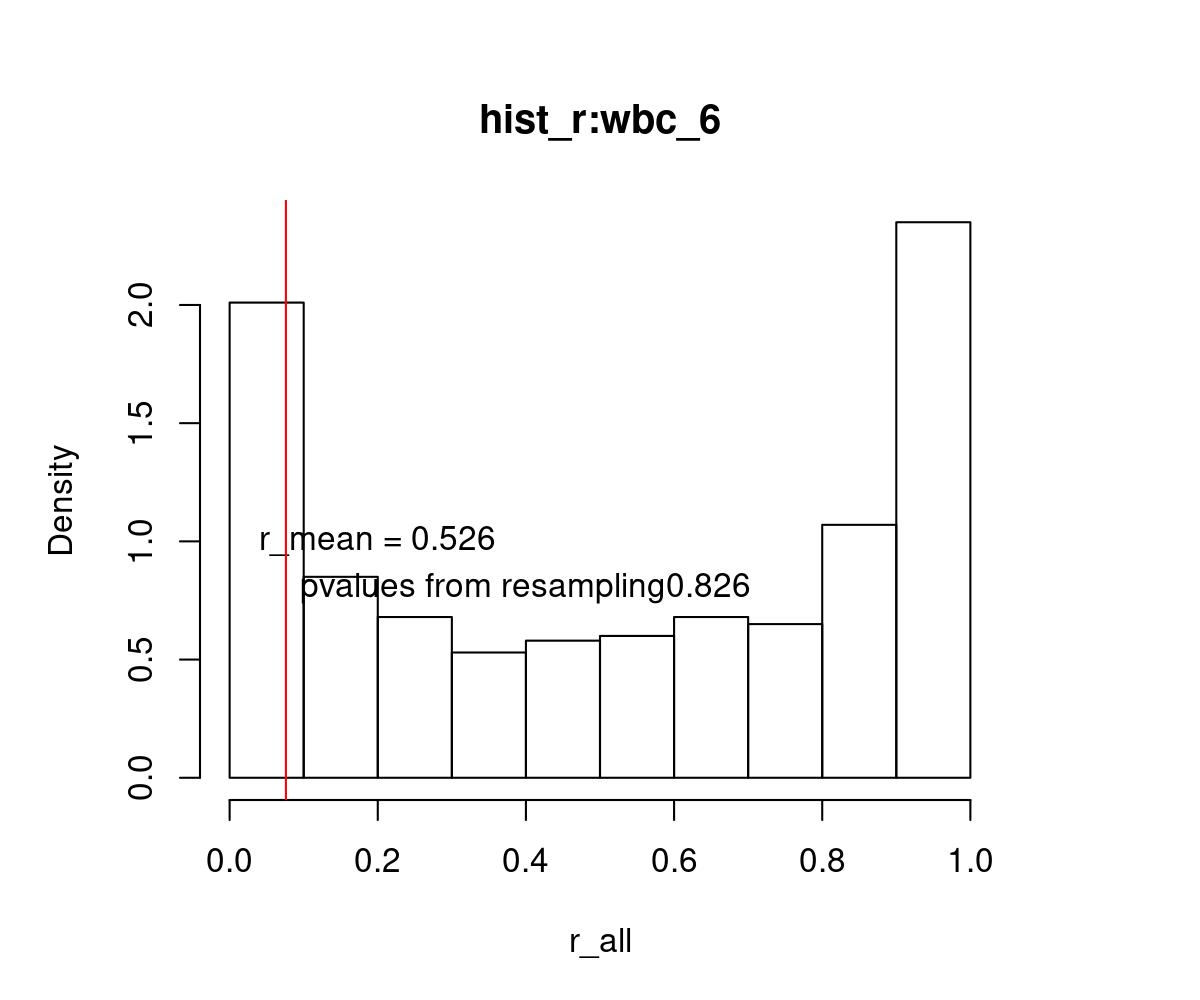 hist_r:wbc_6
Density
2.0
1.5
1.0
0.5
0.0
r_mean = 0.526
pvalues from resampling0.826
0.0 0.2 0.4 0.6 0.8 1.0
r_all